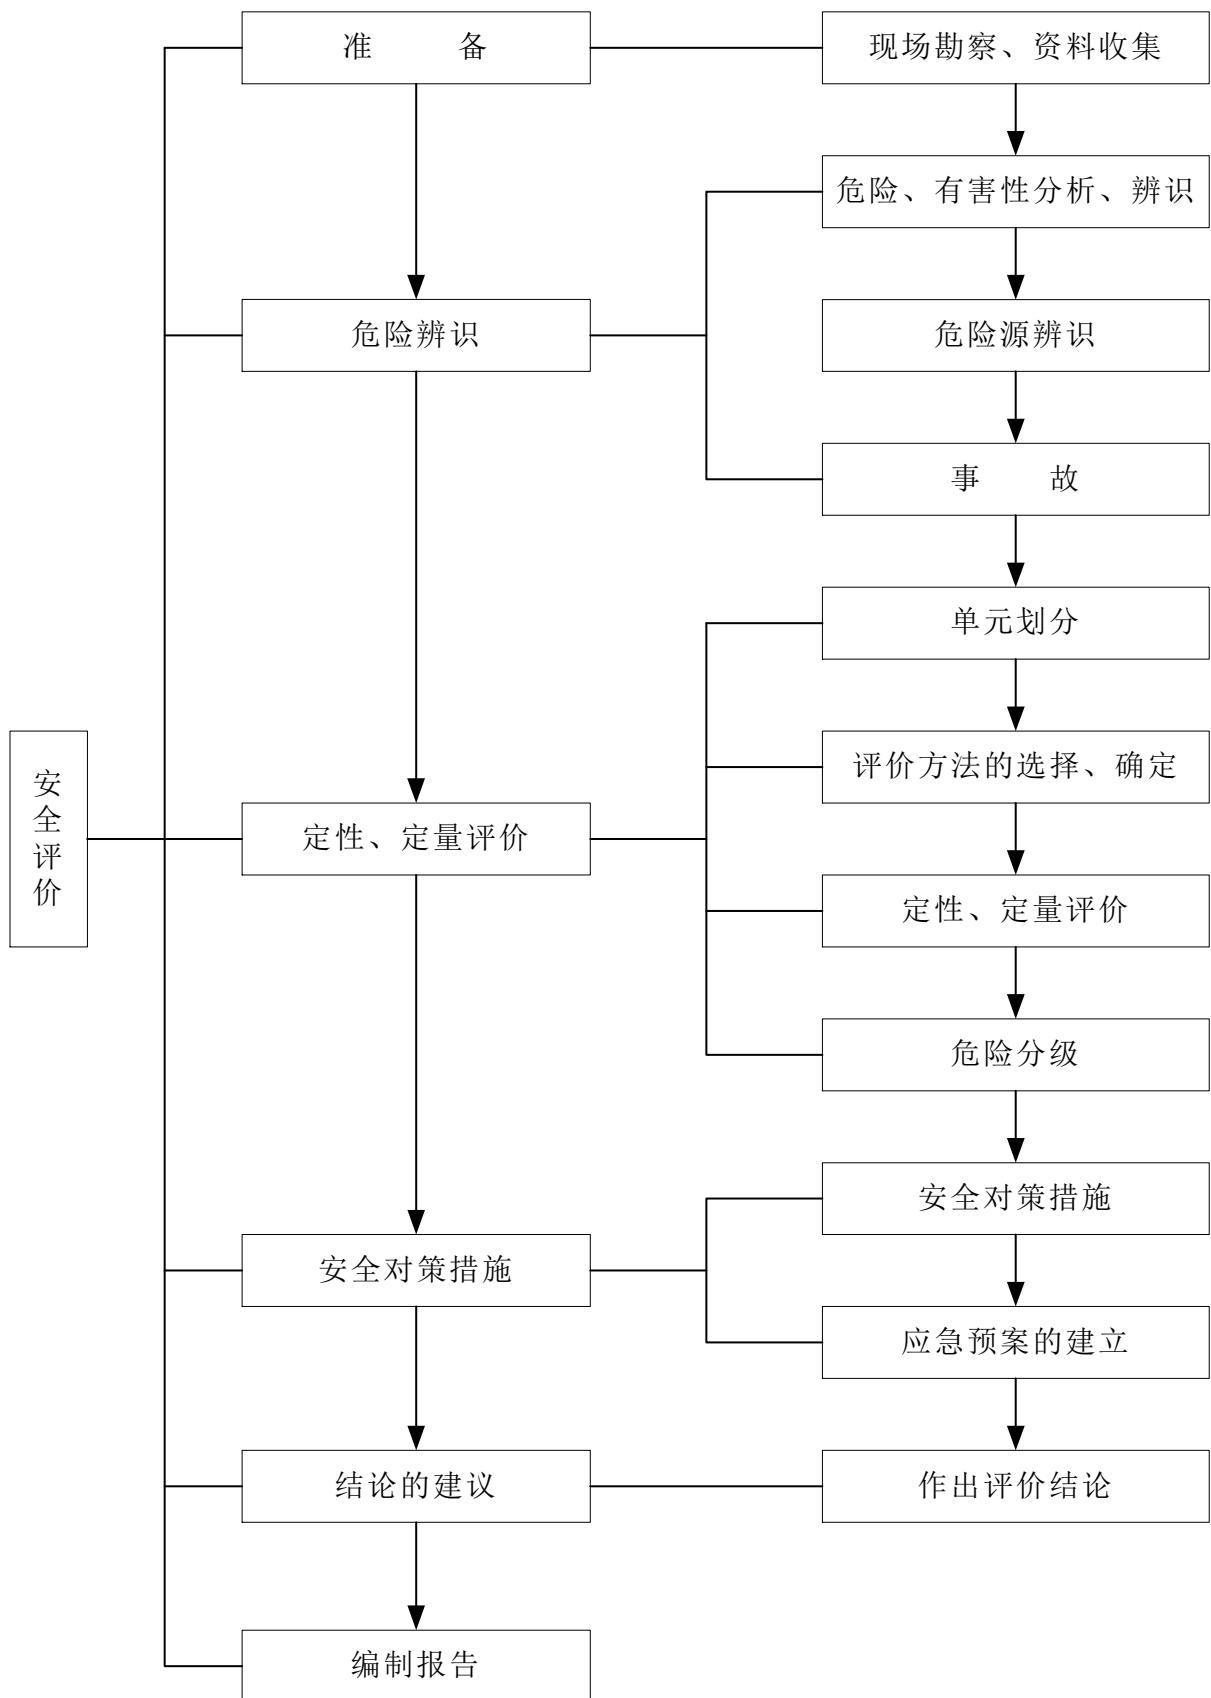 准 备
现场勘察、资料收集
危险、有害性分析、辨识
危险辨识
危险源辨识
事 故
单元划分
安全评价
评价方法的选择、确定
定性、定量评价
定性、定量评价
危险分级
安全对策措施
安全对策措施
应急预案的建立
结论的建议
作出评价结论
编制报告